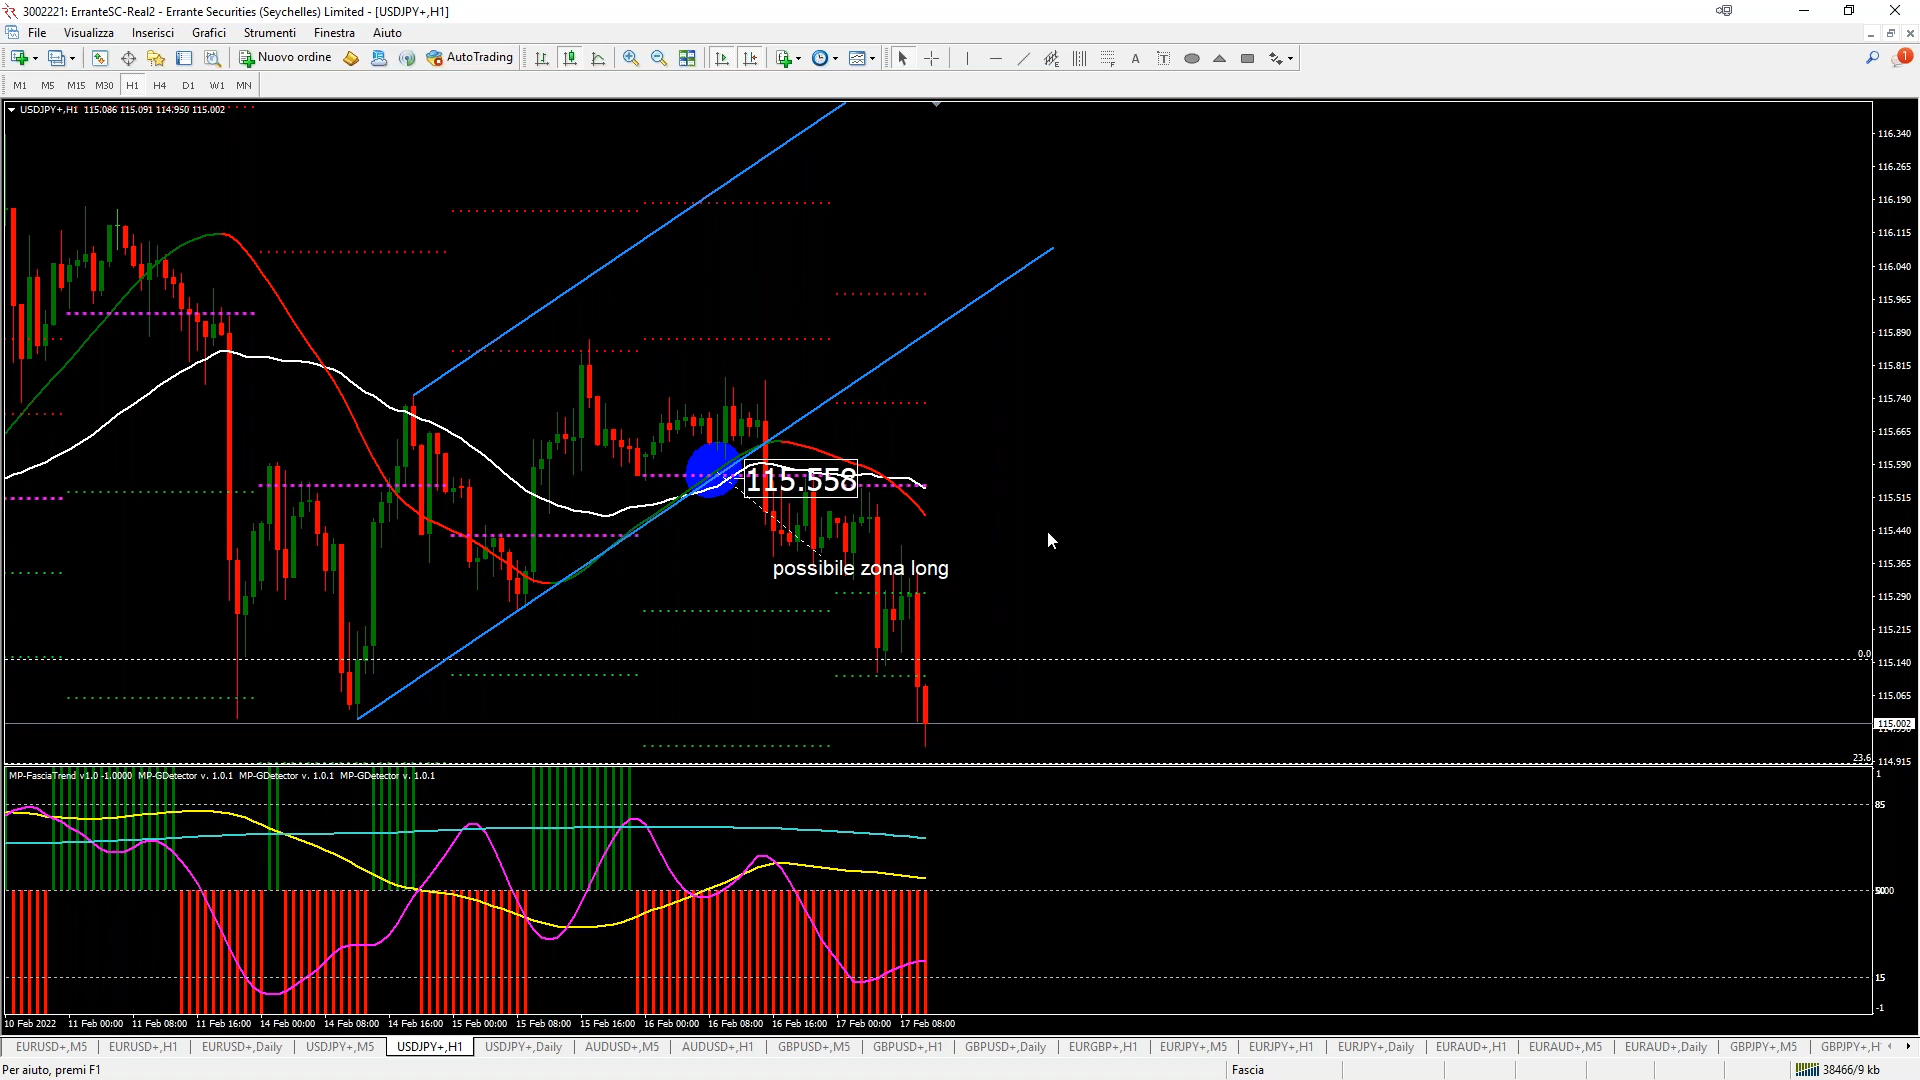 3002221: ErranteSC-Real2 - Errante Securities (Seychelles) Limited - [USDJPY+,H1]
File Visualizza Inserisci Grafici Strumenti Finestra Aiuto
Nuovo ordine AutoTrading 1
M1 M5 M15 M30 H1 H4 D1 W1 MN
USDJPY+,H1 115.086 115.091 114.950 115.002
116.340
116.265
116.190
116.115
116.040
115.965
115.890
115.815
115.740
115.665
115.590
115.558
115.515
115.440
possibile zona long
115.365
115.290
115.215
0.0
115.140
115.065
115.002
23.6
114.915
MP-FasciaTrend v1.0 -1.0000 MP-GDetector v. 1.0.1 MP-GDetector v. 1.0.1 MP-GDetector v. 1.0.1
1
85
15
-1
10 Feb 2022 11 Feb 00:00 11 Feb 08:00 11 Feb 16:00 14 Feb 00:00 14 Feb 08:00 14 Feb 16:00 15 Feb 00:00 15 Feb 08:00 15 Feb 16:00 16 Feb 00:00 16 Feb 08:00 16 Feb 16:00 17 Feb 00:00 17 Feb 08:00
EURUSD+,M5 EURUSD+,H1 EURUSD+,Daily USDJPY+,M5 USDJPY+,H1 USDJPY+,Daily AUDUSD+,M5 AUDUSD+,H1 GBPUSD+,M5 GBPUSD+,H1 GBPUSD+,Daily EURGBP+,H1 EURJPY+,M5 EURJPY+,H1 EURJPY+,Daily EURAUD+,H1 EURAUD+,M5 EURAUD+,Daily GBPJPY+,M5 GBPJPY+,H
Per aiuto, premi F1
Fascia
38466/9 kb